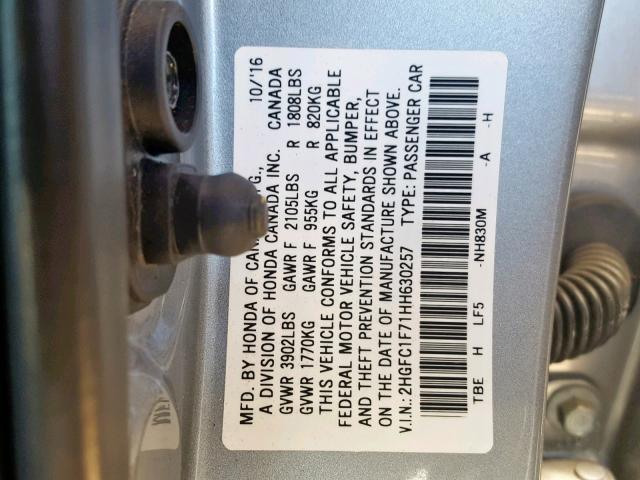 MFD. BY HONDA OF CAN G., 10/'16
A DIVISION OF HONDA CANADA INC. CANADA
GVWR 3902LBS GAWR F 2105LBS R 1808LBS
GVWR 1770KG GAWR F 955KG R 820KG
THIS VEHICLE CONFORMS TO ALL APPLICABLE
FEDERAL MOTOR VEHICLE SAFETY, BUMPER,
AND THEFT PREVENTION STANDARDS IN EFFECT
ON THE DATE OF MANUFACTURE SHOWN ABOVE.
V.I.N.: 2HGFC1F71HH630257 TYPE: PASSENGER CAR
TBE H LF5 -NH830M -A -H